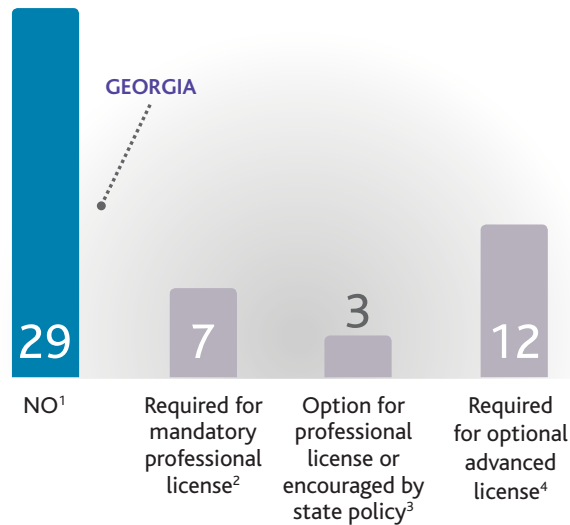 GEORGIA
29
7
3
12
NO¹
Required for
mandatory
professional
license²
Option for
professional
license or
encouraged by
state policy³
Required
for optional
advanced
license⁴